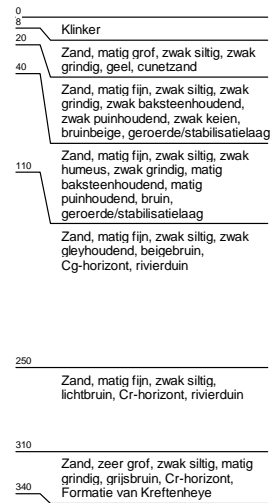 0
8
Klinker
20
Zand, matig grof, zwak siltig, zwak
grindig, geel, cunetzand
40
Zand, matig fijn, zwak siltig, zwak
grindig, zwak baksteenhoudend,
zwak puinhoudend, zwak keien,
bruinbeige, geroerde/stabilisatielaag
Zand, matig fijn, zwak siltig, zwak
humeus, zwak grindig, matig
110
baksteenhoudend, matig
puinhoudend, bruin,
geroerde/stabilisatielaag
Zand, matig fijn, zwak siltig, zwak
gleyhoudend, beigebruin,
Cg-horizont, rivierduin
250
Zand, matig fijn, zwak siltig,
lichtbruin, Cr-horizont, rivierduin
310
Zand, zeer grof, zwak siltig, matig
grindig, grijsbruin, Cr-horizont,
340
Formatie van Kreftenheye